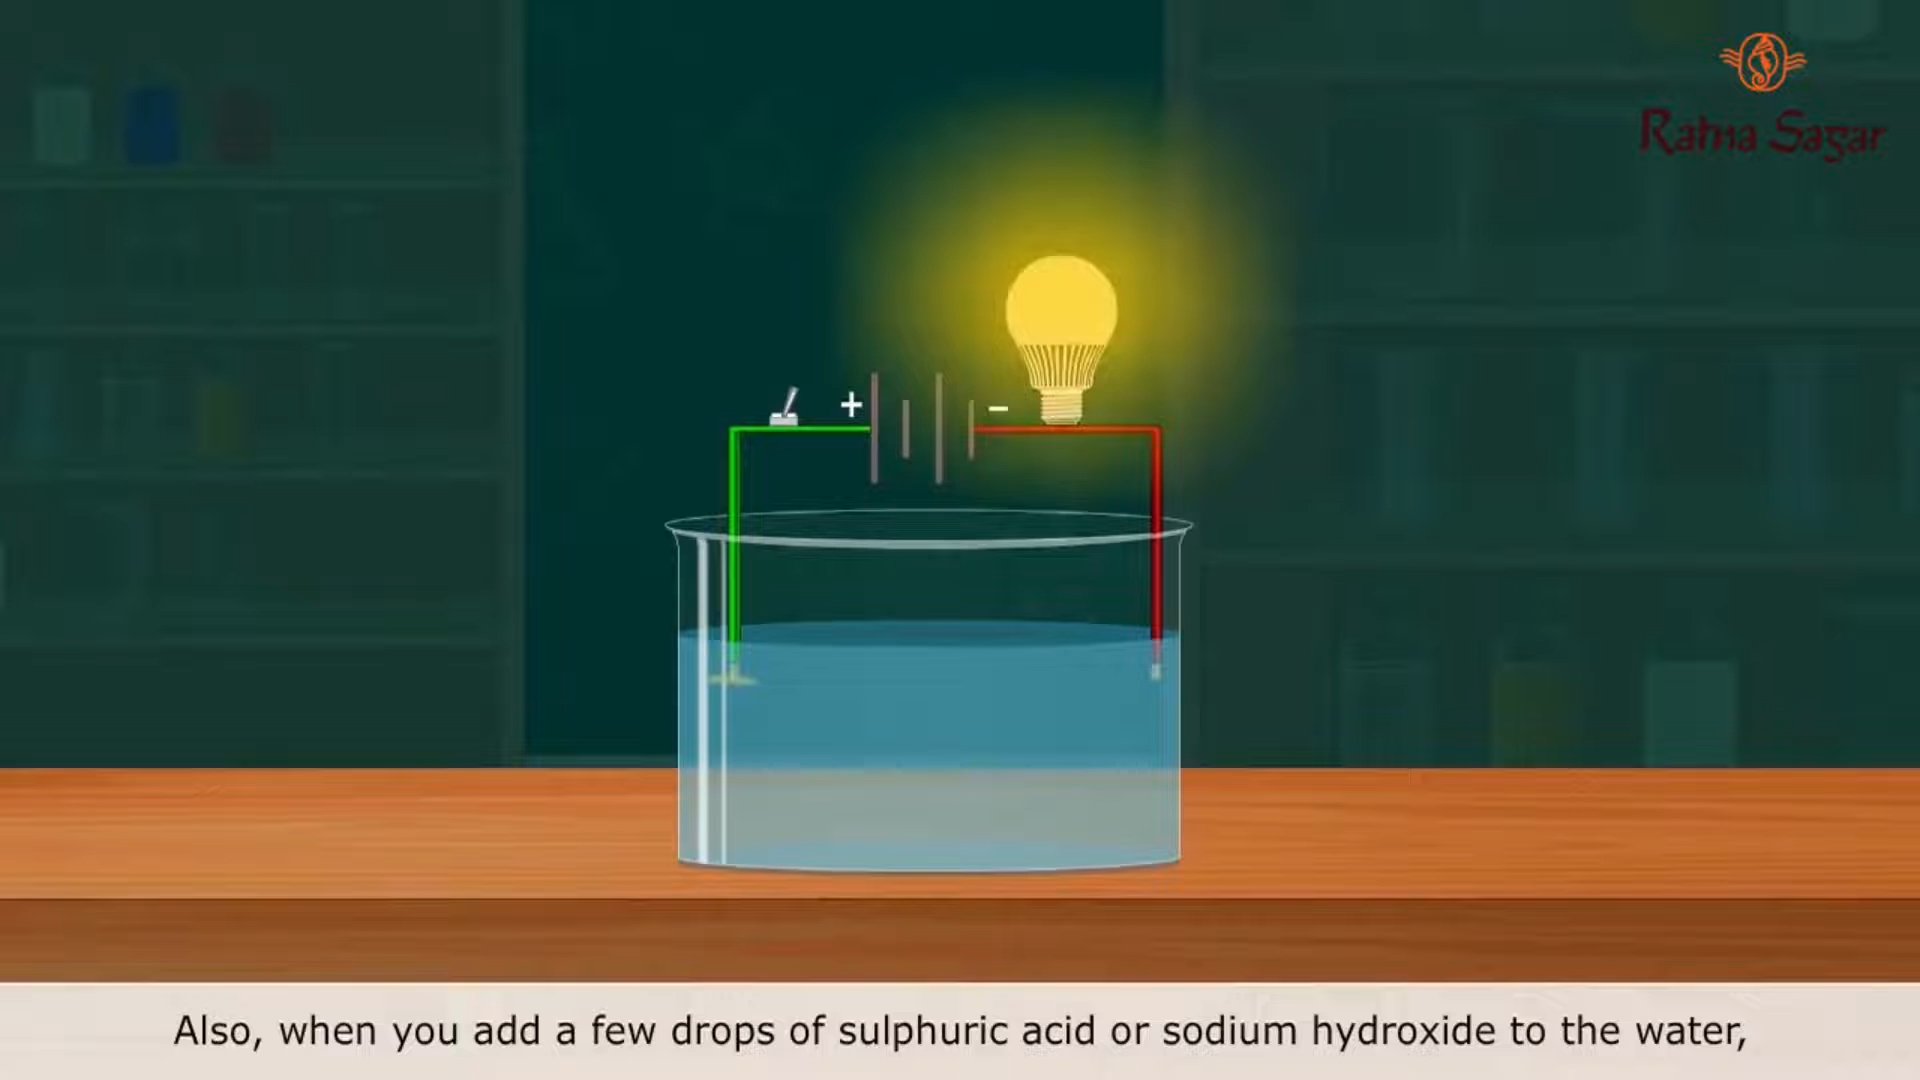 Ratna Sagar
+ −
Also, when you add a few drops of sulphuric acid or sodium hydroxide to the water,